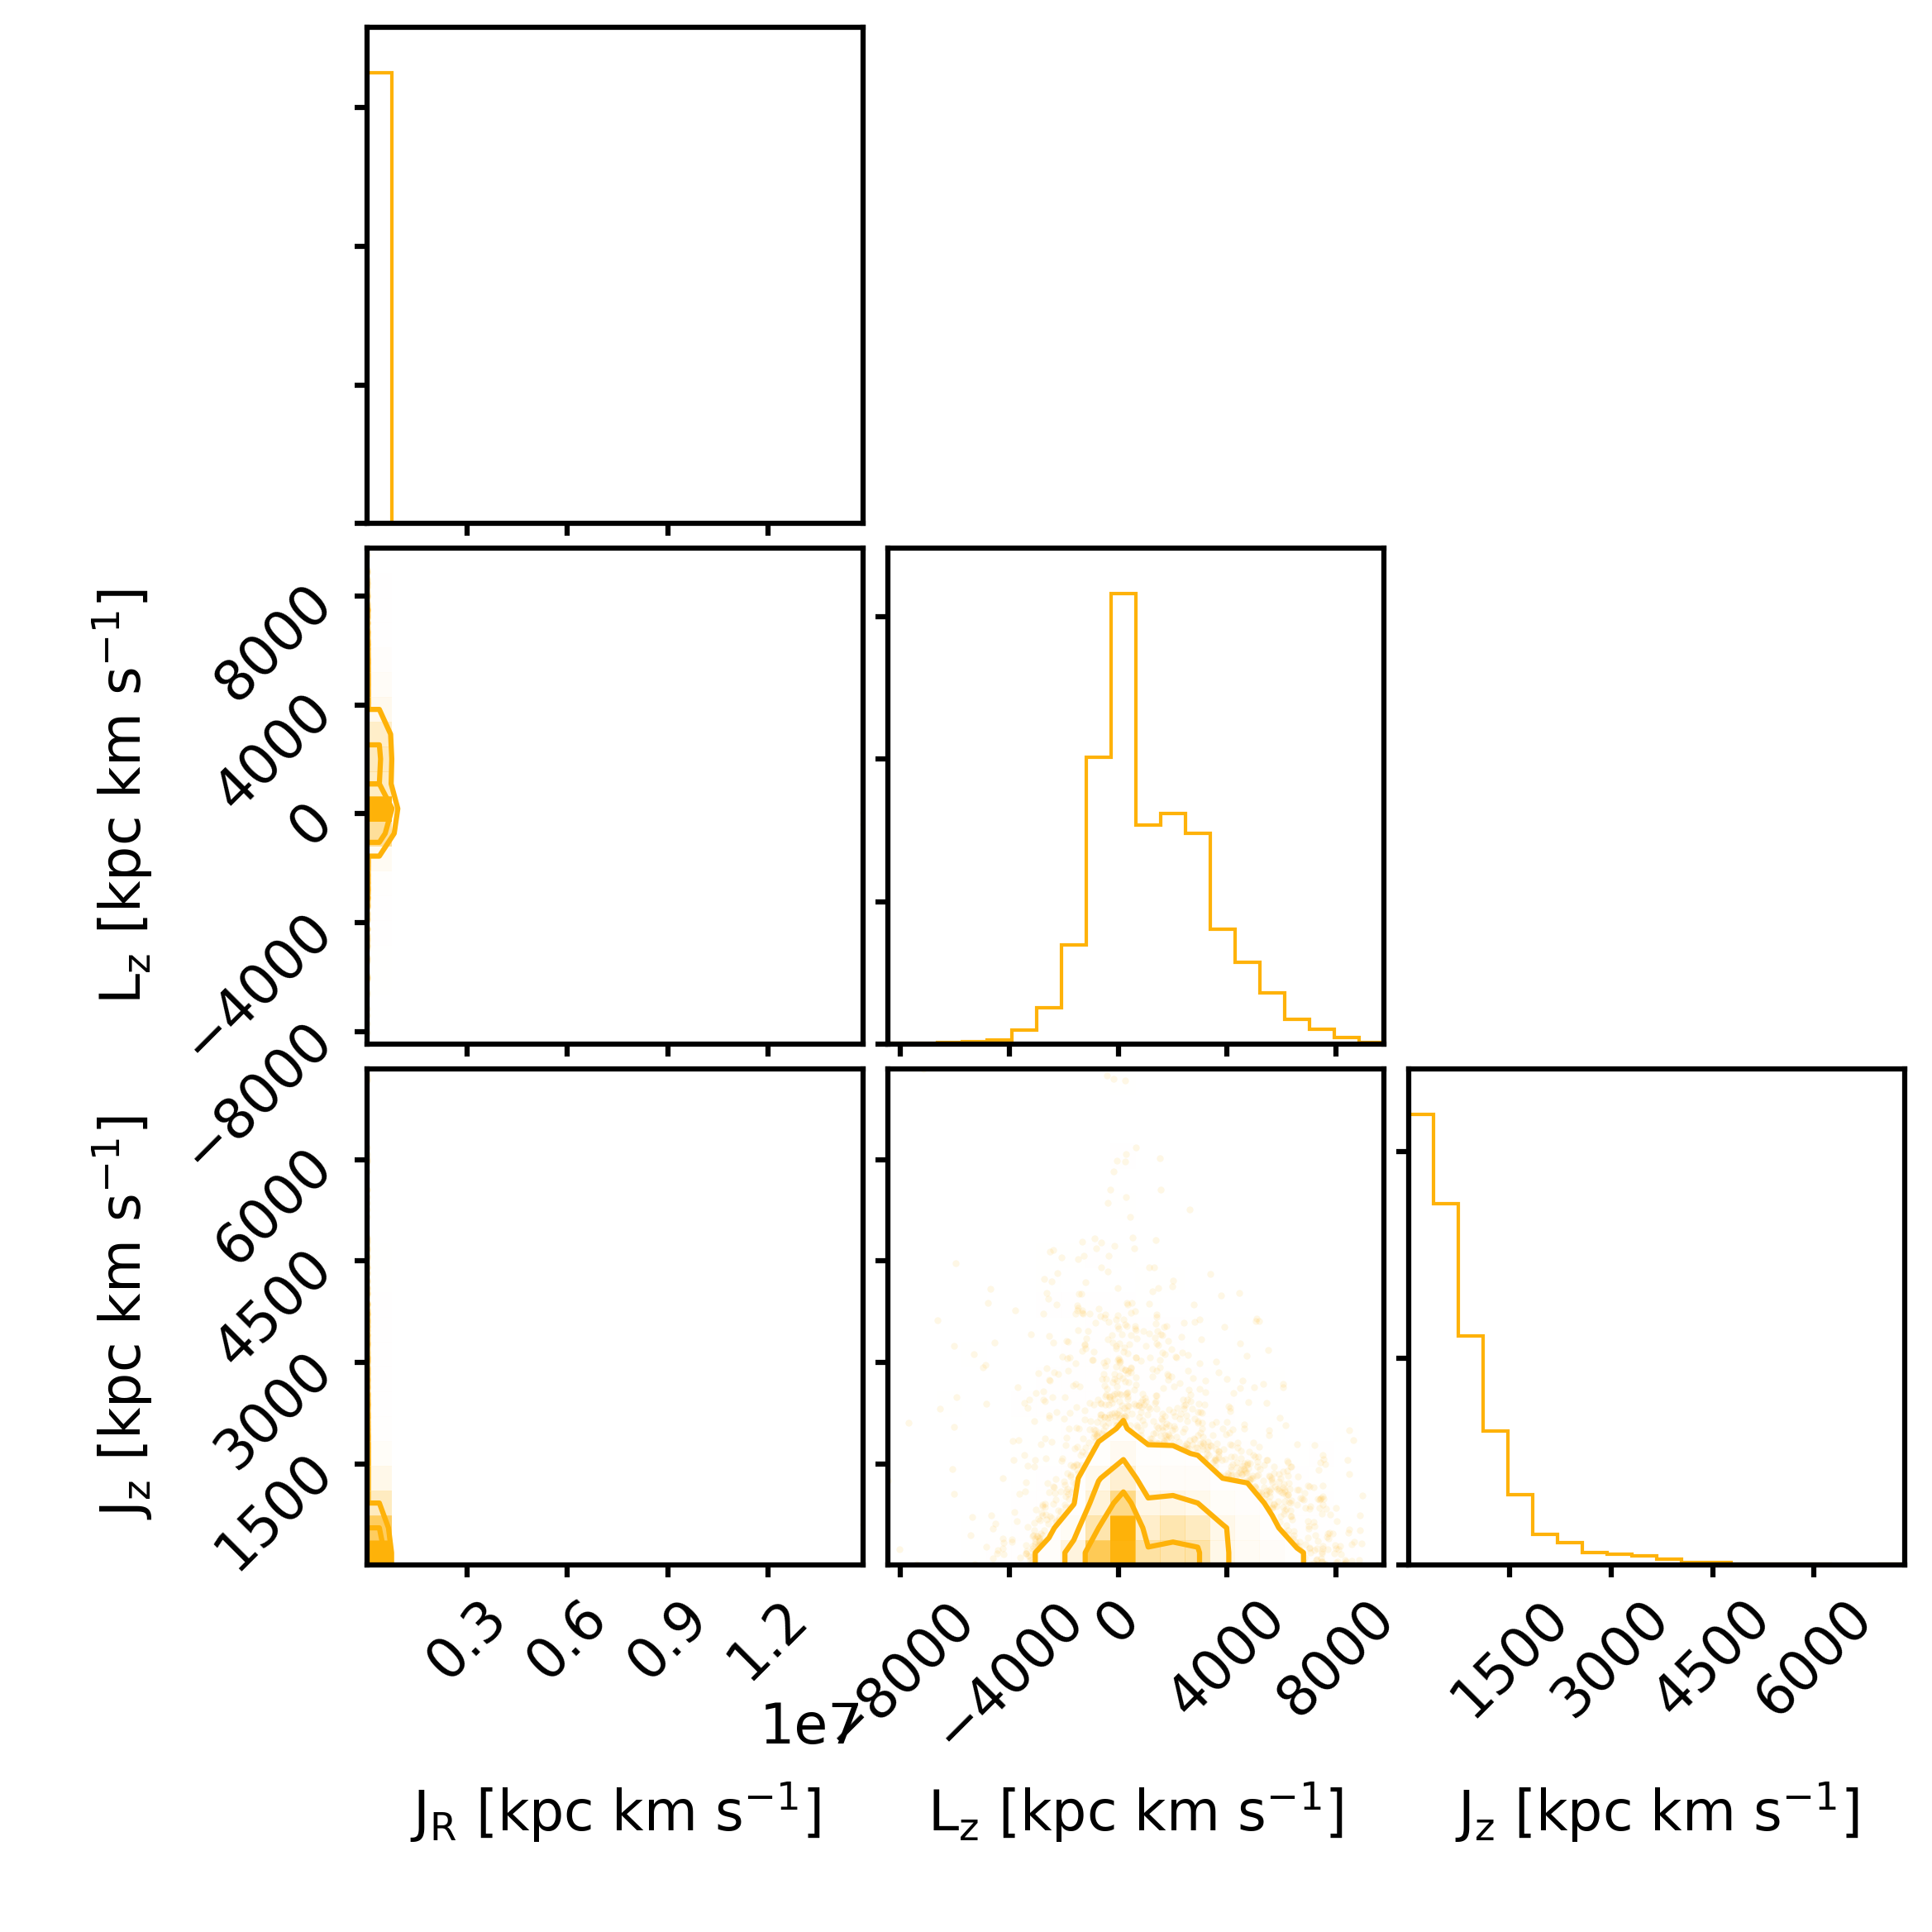 8000
4000
0
−4000
−8000
L_z [kpc km s⁻¹]
6000
4500
3000
1500
J_z [kpc km s⁻¹]
0.3 0.6 0.9 1.2
1e7
−8000 −4000 0 4000 8000
1500 3000 4500 6000
J_R [kpc km s⁻¹]
L_z [kpc km s⁻¹]
J_z [kpc km s⁻¹]